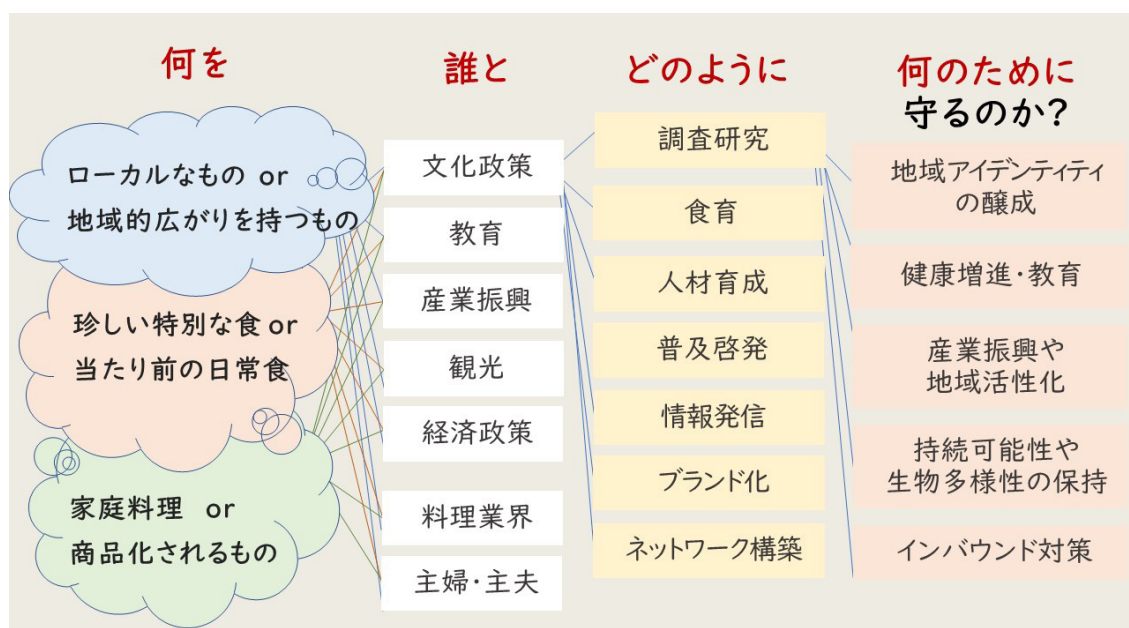 何を
ローカルなもの or
地域的広がりを持つもの
珍しい特別な食 or
当たり前の日常食
家庭料理 or
商品化されるもの
誰と
文化政策
教育
産業振興
観光
経済政策
料理業界
主婦・主夫
どのように
調査研究
食育
人材育成
普及啓発
情報発信
ブランド化
ネットワーク構築
何のために
守るのか?
地域アイデンティティ
の醸成
健康増進・教育
産業振興や
地域活性化
持続可能性や
生物多様性の保持
インバウンド対策